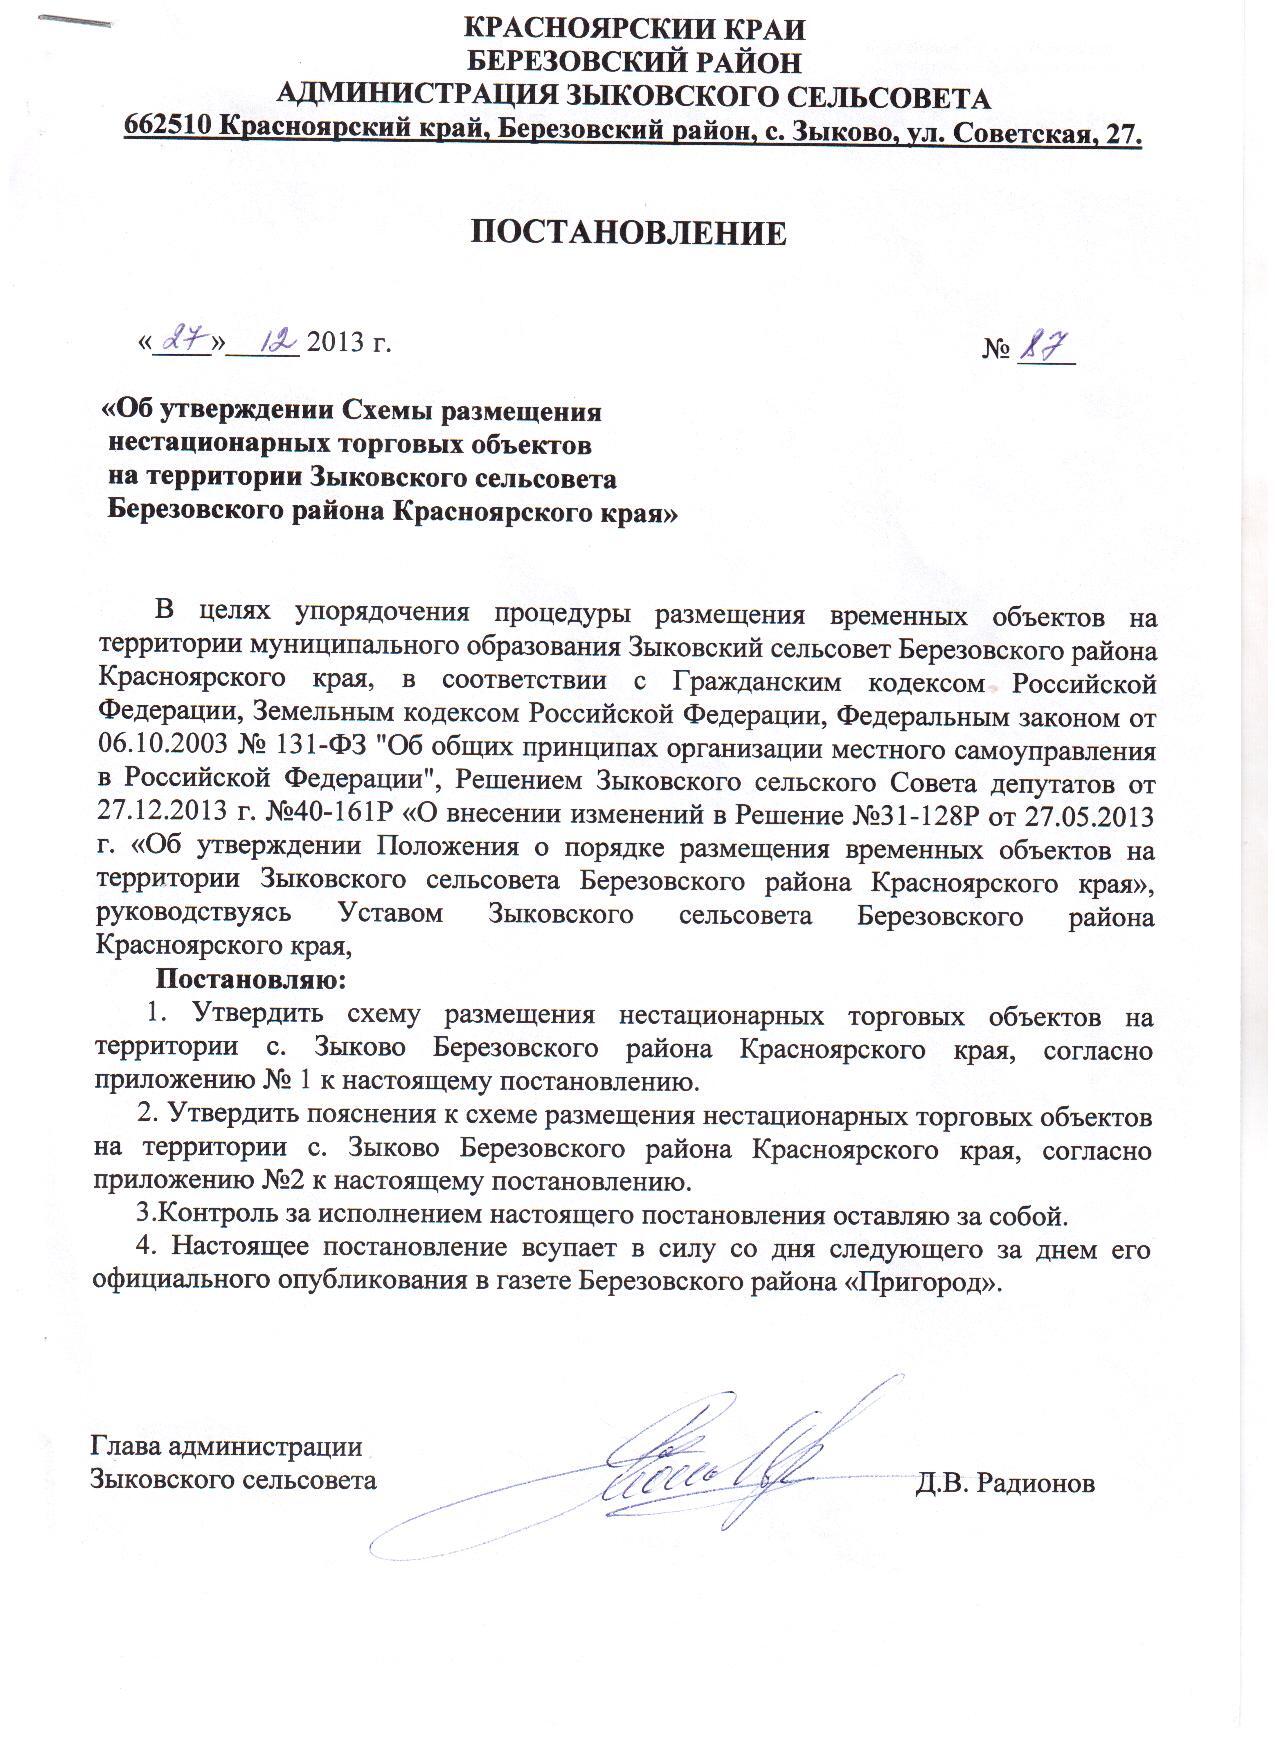 КРАСНОЯРСКИЙ КРАЙ
БЕРЕЗОВСКИЙ РАЙОН
АДМИНИСТРАЦИЯ ЗЫКОВСКОГО СЕЛЬСОВЕТА
662510 Красноярский край, Березовский район, с. Зыково, ул. Советская, 27.
ПОСТАНОВЛЕНИЕ
«27» 12 2013 г. № 87
«Об утверждении Схемы размещения
нестационарных торговых объектов
на территории Зыковского сельсовета
Березовского района Красноярского края»
В целях упорядочения процедуры размещения временных объектов на
территории муниципального образования Зыковский сельсовет Березовского района
Красноярского края, в соответствии с Гражданским кодексом Российской
Федерации, Земельным кодексом Российской Федерации, Федеральным законом от
06.10.2003 № 131-ФЗ "Об общих принципах организации местного самоуправления
в Российской Федерации", Решением Зыковского сельского Совета депутатов от
27.12.2013 г. №40-161Р «О внесении изменений в Решение №31-128Р от 27.05.2013
г. «Об утверждении Положения о порядке размещения временных объектов на
территории Зыковского сельсовета Березовского района Красноярского края»,
руководствуясь Уставом Зыковского сельсовета Березовского района
Красноярского края,
Постановляю:
1. Утвердить схему размещения нестационарных торговых объектов на
территории с. Зыково Березовского района Красноярского края, согласно
приложению № 1 к настоящему постановлению.
2. Утвердить пояснения к схеме размещения нестационарных торговых объектов
на территории с. Зыково Березовского района Красноярского края, согласно
приложению №2 к настоящему постановлению.
3.Контроль за исполнением настоящего постановления оставляю за собой.
4. Настоящее постановление всупает в силу со дня следующего за днем его
официального опубликования в газете Березовского района «Пригород».
Глава администрации
Зыковского сельсовета Д.В. Радионов